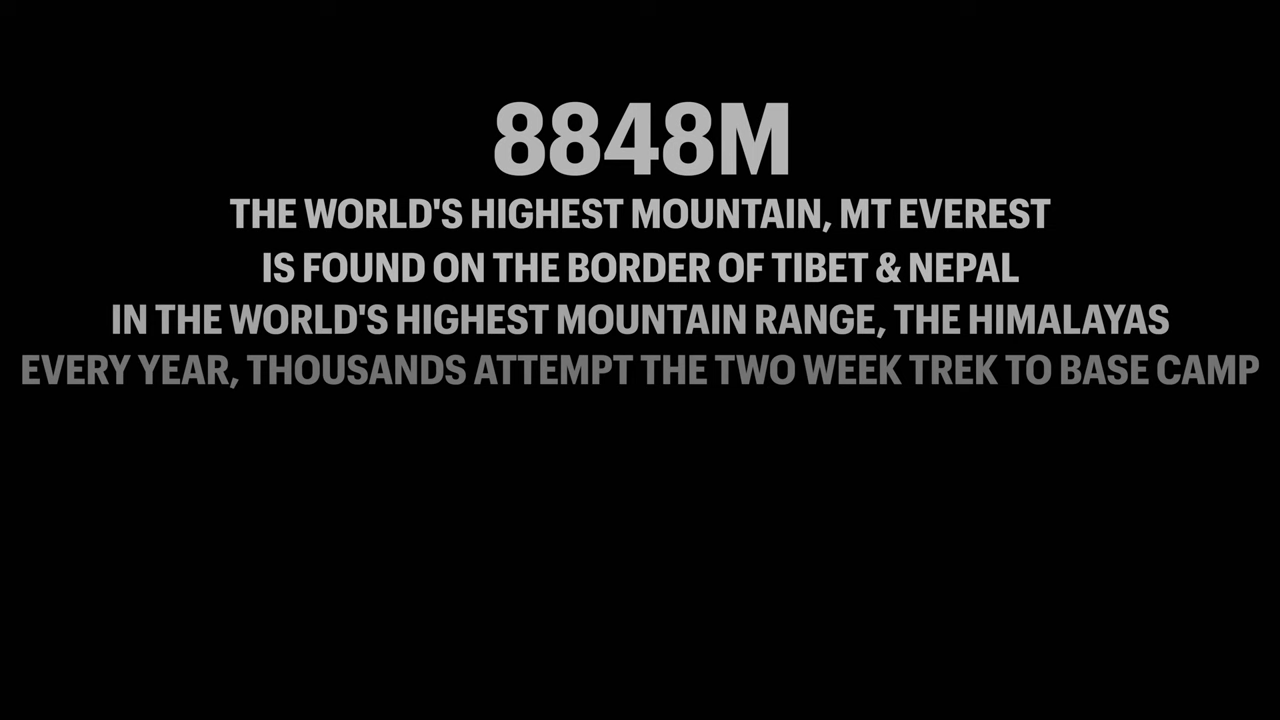 8848M
THE WORLD'S HIGHEST MOUNTAIN, MT EVEREST
IS FOUND ON THE BORDER OF TIBET & NEPAL
IN THE WORLD'S HIGHEST MOUNTAIN RANGE, THE HIMALAYAS
EVERY YEAR, THOUSANDS ATTEMPT THE TWO WEEK TREK TO BASE CAMP